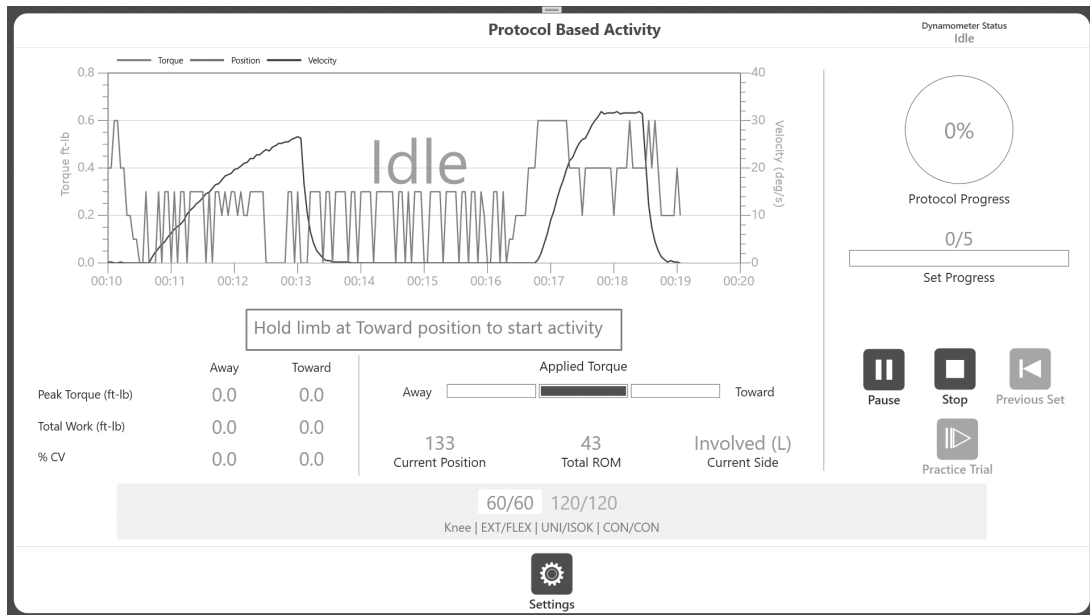 Protocol Based Activity
Dynamometer Status
Idle
Torque Position Velocity
0.8
0.6
0.4
0.2
0.0
Torque ft-lb
Idle
40
30
20
10
0
Velocity (deg/s)
00:10 00:11 00:12 00:13 00:14 00:15 00:16 00:17 00:18 00:19 00:20
0%
Protocol Progress
0/5
Set Progress
Hold limb at Toward position to start activity
Away Toward
Peak Torque (ft-lb) 0.0 0.0
Total Work (ft-lb) 0.0 0.0
% CV 0.0 0.0
Applied Torque
Away Toward
133 43 Involved (L)
Current Position Total ROM Current Side
Pause Stop Previous Set
Practice Trial
60/60 120/120
Knee | EXT/FLEX | UNI/ISOK | CON/CON
Settings